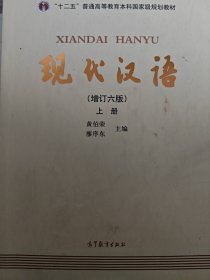 "十二五"普通高等教育本科国家级规划教材
XIANDAI HANYU
现代汉语
(增订六版)
上 册
黄伯荣
廖序东 主编
高等教育出版社